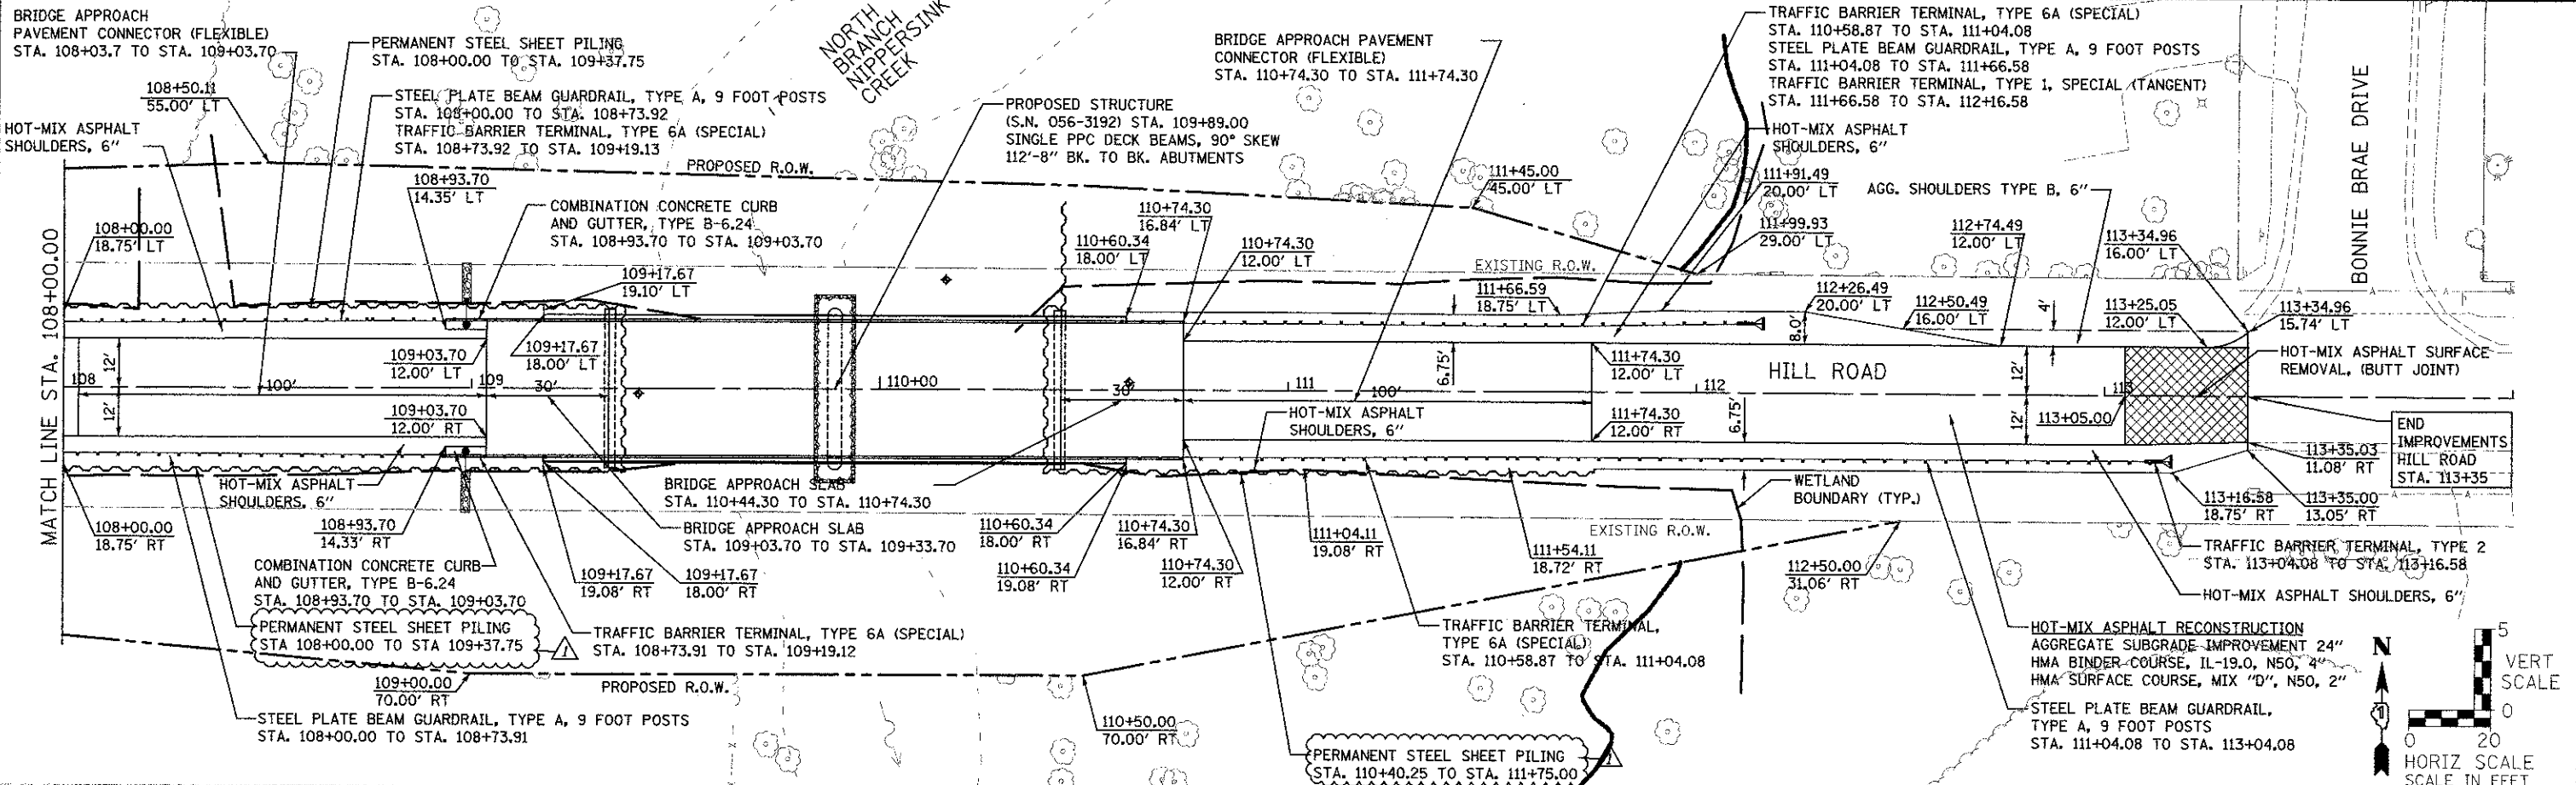 BRIDGE APPROACH
PAVEMENT CONNECTOR (FLEXIBLE)
STA. 108+03.7 TO STA. 109+03.70
PERMANENT STEEL SHEET PILING
STA. 108+00.00 TO STA. 109+37.75
108+50.11
55.00' LT
STEEL PLATE BEAM GUARDRAIL, TYPE A, 9 FOOT POSTS
STA. 108+00.00 TO STA. 108+73.92
TRAFFIC BARRIER TERMINAL, TYPE 6A (SPECIAL)
STA. 108+73.92 TO STA. 109+19.13
HOT-MIX ASPHALT
SHOULDERS, 6"
NORTH
BRANCH
NIPPERSINK
CREEK
PROPOSED STRUCTURE
(S.N. 056-3192) STA. 109+89.00
SINGLE PPC DECK BEAMS, 90° SKEW
112'-8" BK. TO BK. ABUTMENTS
BRIDGE APPROACH PAVEMENT
CONNECTOR (FLEXIBLE)
STA. 110+74.30 TO STA. 111+74.30
TRAFFIC BARRIER TERMINAL, TYPE 6A (SPECIAL)
STA. 110+58.87 TO STA. 111+04.08
STEEL PLATE BEAM GUARDRAIL, TYPE A, 9 FOOT POSTS
STA. 111+04.08 TO STA. 111+66.58
TRAFFIC BARRIER TERMINAL, TYPE 1, SPECIAL (TANGENT)
STA. 111+66.58 TO STA. 112+16.58
HOT-MIX ASPHALT
SHOULDERS, 6"
BONNIE BRAE DRIVE
PROPOSED R.O.W.
108+93.70
14.35' LT
COMBINATION CONCRETE CURB
AND GUTTER, TYPE B-6.24
STA. 108+93.70 TO STA. 109+03.70
108+00.00
18.75' LT
109+17.67
19.10' LT
110+60.34
18.00' LT
110+74.30
16.84' LT
110+74.30
12.00' LT
111+45.00
45.00' LT
111+91.49
20.00' LT
AGG. SHOULDERS TYPE B, 6"
111+99.93
29.00' LT
112+74.49
12.00' LT
113+34.96
16.00' LT
EXISTING R.O.W.
111+66.59
18.75' LT
112+26.49
20.00' LT
112+50.49
16.00' LT
4'
113+25.05
12.00' LT
113+34.96
15.74' LT
8.0'
MATCH LINE STA. 108+00.00
109+03.70
12.00' LT
109+17.67
18.00' LT
6.75'
111+74.30
12.00' LT
HILL ROAD
HOT-MIX ASPHALT SURFACE
REMOVAL, (BUTT JOINT)
12'
12'
108
100'
109
30'
110+00
30'
111
100'
112
12'
12'
113
109+03.70
12.00' RT
HOT-MIX ASPHALT
SHOULDERS, 6"
111+74.30
12.00' RT
6.75'
113+05.00
END
IMPROVEMENTS
HILL ROAD
STA. 113+35
113+35.03
11.08' RT
HOT-MIX ASPHALT
SHOULDERS, 6"
BRIDGE APPROACH SLAB
STA. 110+44.30 TO STA. 110+74.30
WETLAND
BOUNDARY (TYP.)
108+00.00
18.75' RT
108+93.70
14.33' RT
BRIDGE APPROACH SLAB
STA. 109+03.70 TO STA. 109+33.70
110+60.34
18.00' RT
110+74.30
16.84' RT
111+04.11
19.08' RT
EXISTING R.O.W.
113+16.58
18.75' RT
113+35.00
13.05' RT
COMBINATION CONCRETE CURB
AND GUTTER, TYPE B-6.24
STA. 108+93.70 TO STA. 109+03.70
109+17.67
19.08' RT
109+17.67
18.00' RT
110+60.34
19.08' RT
110+74.30
12.00' RT
111+54.11
18.72' RT
112+50.00
31.06' RT
TRAFFIC BARRIER TERMINAL, TYPE 2
STA. 113+04.08 TO STA. 113+16.58
HOT-MIX ASPHALT SHOULDERS, 6"
PERMANENT STEEL SHEET PILING
STA 108+00.00 TO STA 109+37.75
1
TRAFFIC BARRIER TERMINAL, TYPE 6A (SPECIAL)
STA. 108+73.91 TO STA. 109+19.12
TRAFFIC BARRIER TERMINAL,
TYPE 6A (SPECIAL)
STA. 110+58.87 TO STA. 111+04.08
HOT-MIX ASPHALT RECONSTRUCTION
AGGREGATE SUBGRADE IMPROVEMENT 24"
HMA BINDER COURSE, IL-19.0, N50, 4"
HMA SURFACE COURSE, MIX "D", N50, 2"
109+00.00
70.00' RT
PROPOSED R.O.W.
STEEL PLATE BEAM GUARDRAIL, TYPE A, 9 FOOT POSTS
STA. 108+00.00 TO STA. 108+73.91
110+50.00
70.00' RT
PERMANENT STEEL SHEET PILING
STA. 110+40.25 TO STA. 111+75.00
1
STEEL PLATE BEAM GUARDRAIL,
TYPE A, 9 FOOT POSTS
STA. 111+04.08 TO STA. 113+04.08
N
5
VERT
SCALE
0
0
20
HORIZ SCALE
SCALE IN FEET